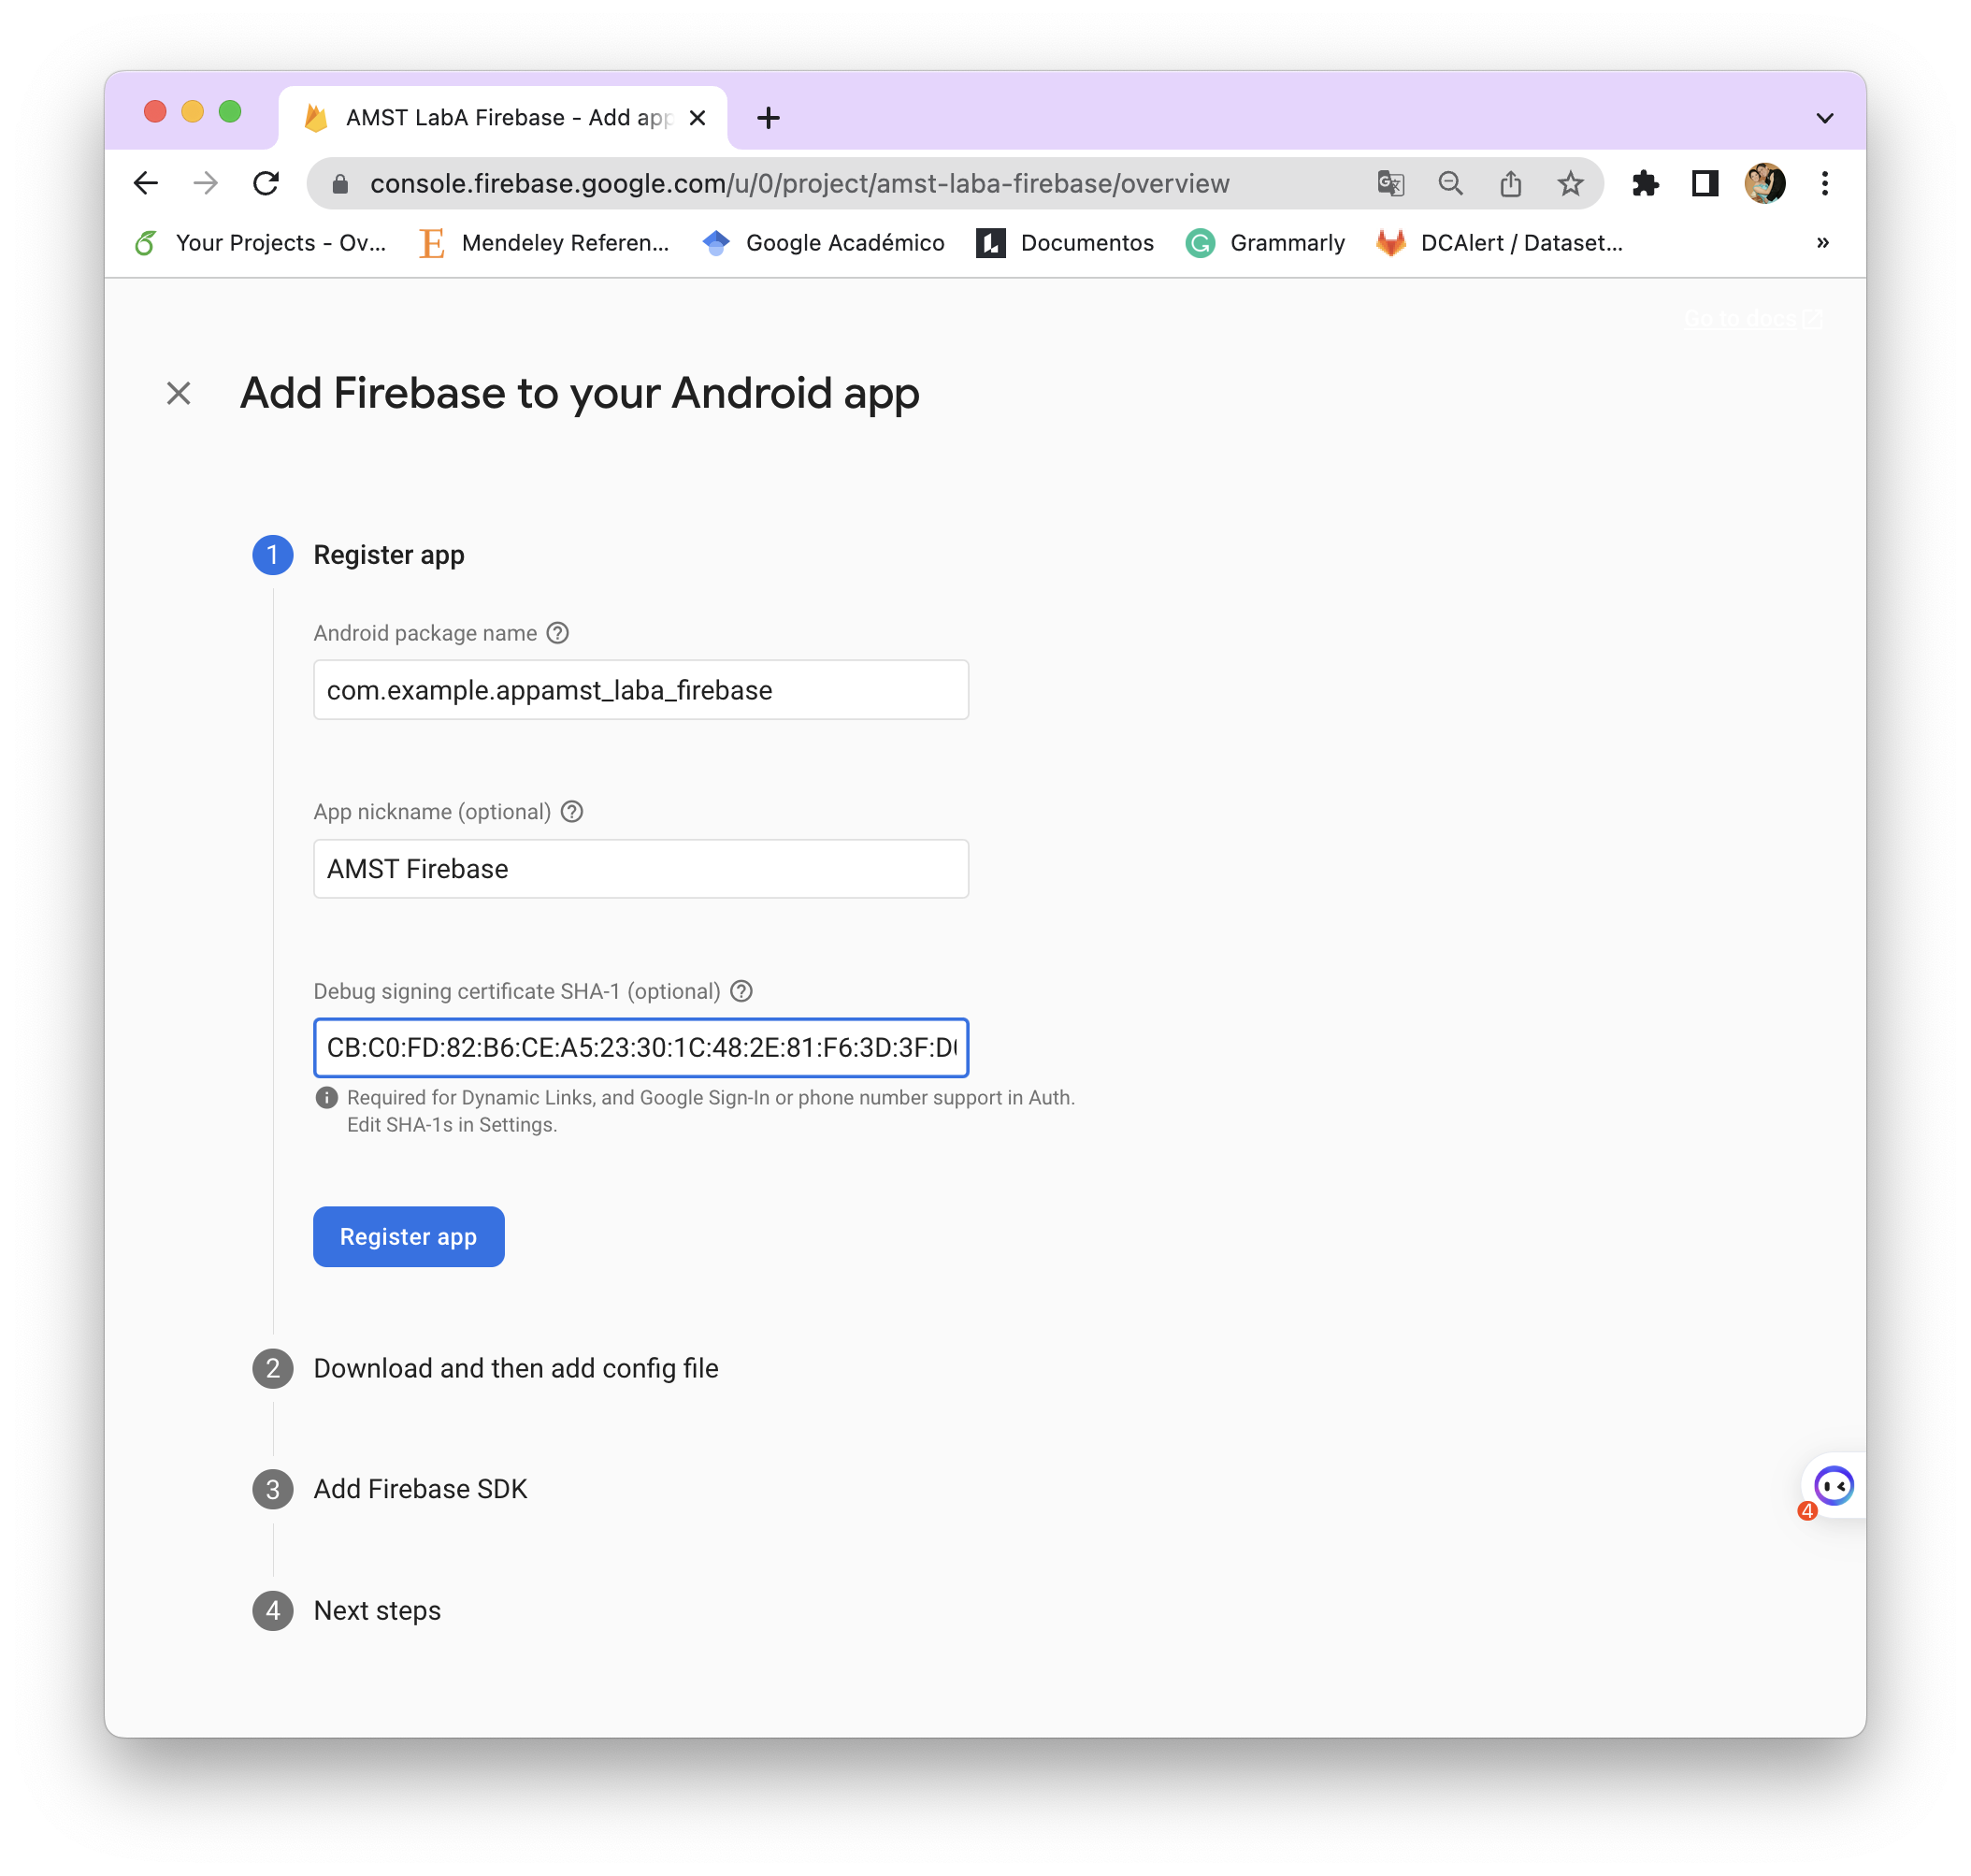 AMST LabA Firebase - Add app
console.firebase.google.com/u/0/project/amst-laba-firebase/overview
Your Projects - Ov...
Mendeley Referen...
Google Académico
Documentos
Grammarly
DCAlert / Dataset...
»
Go to docs
Add Firebase to your Android app
1 Register app
Android package name
com.example.appamst_laba_firebase
App nickname (optional)
AMST Firebase
Debug signing certificate SHA-1 (optional)
CB:C0:FD:82:B6:CE:A5:23:30:1C:48:2E:81:F6:3D:3F:D
Required for Dynamic Links, and Google Sign-In or phone number support in Auth.
Edit SHA-1s in Settings.
Register app
2 Download and then add config file
3 Add Firebase SDK
4
4 Next steps